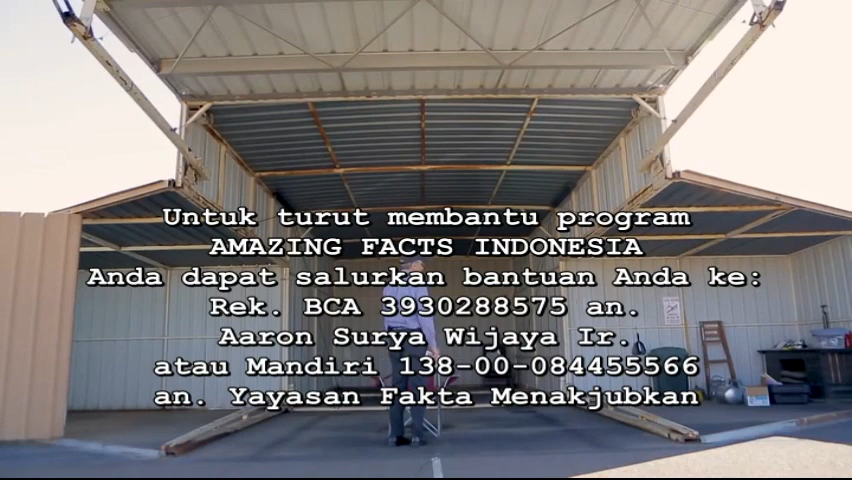 Untuk turut membantu program
AMAZING FACTS INDONESIA
Anda dapat salurkan bantuan Anda ke:
Rek. BCA 3930288575 an.
Aaron Surya Wijaya Ir.
atau Mandiri 138-00-084455566
an. Yayasan Fakta Menakjubkan